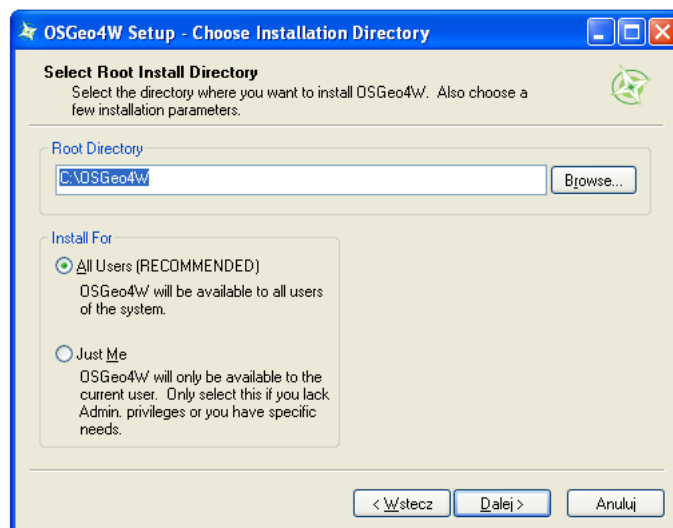 OSGeo4W Setup - Choose Installation Directory
Select Root Install Directory
Select the directory where you want to install OSGeo4W. Also choose a
few installation parameters.
Root Directory
C:\OSGeo4W
Browse...
Install For
All Users (RECOMMENDED)
OSGeo4W will be available to all users
of the system.
Just Me
OSGeo4W will only be available to the
current user. Only select this if you lack
Admin. privileges or you have specific
needs.
< Wstecz
Dalej >
Anuluj